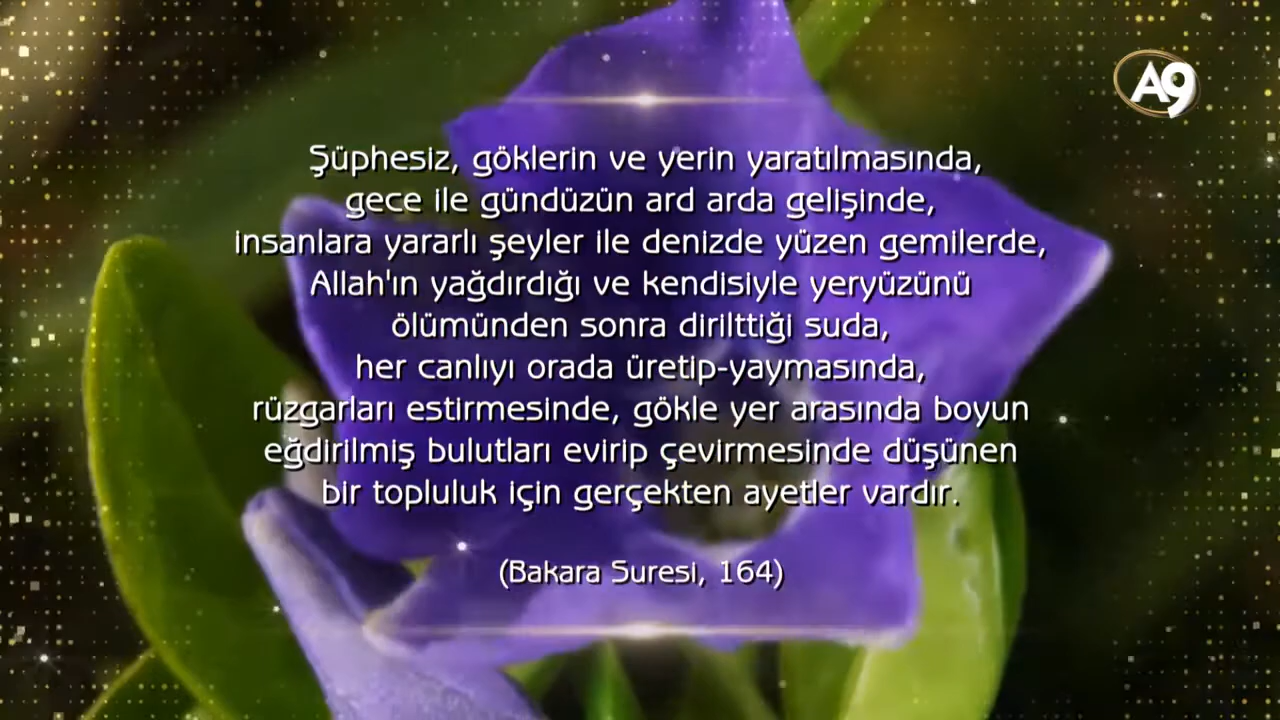 A9
Şüphesiz, göklerin ve yerin yaratılmasında,
gece ile gündüzün ard arda gelişinde,
insanlara yararlı şeyler ile denizde yüzen gemilerde,
Allah'ın yağdırdığı ve kendisiyle yeryüzünü
ölümünden sonra dirilttiği suda,
her canlıyı orada üretip-yaymasında,
rüzgarları estirmesinde, gökle yer arasında boyun
eğdirilmiş bulutları evirip çevirmesinde düşünen
bir topluluk için gerçekten ayetler vardır.
(Bakara Suresi, 164)